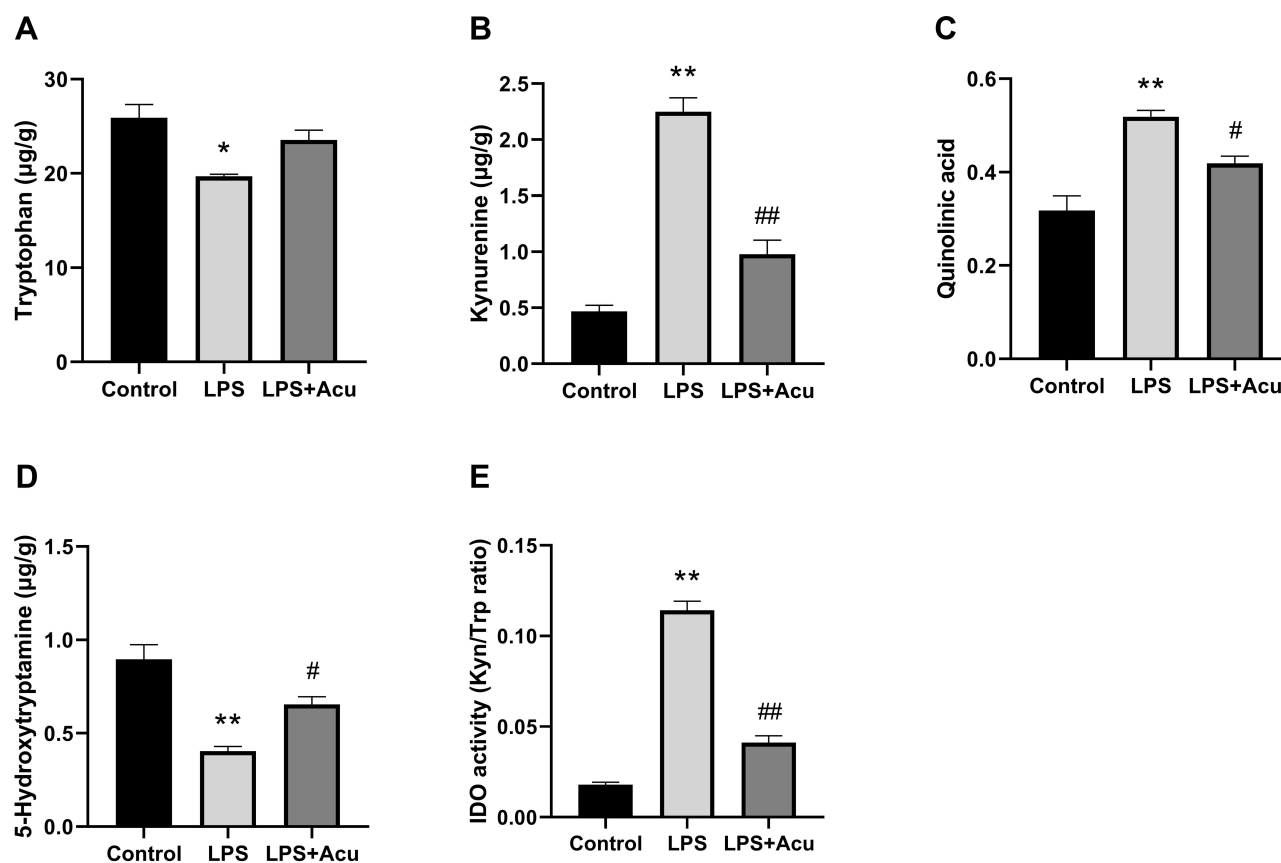 A
Tryptophan (μg/g)
30
20
10
0
*
Control LPS LPS+Acu
B
Kynurenine (μg/g)
2.5
2.0
1.5
1.0
0.5
0.0
**
##
Control LPS LPS+Acu
C
Quinolinic acid
0.6
0.4
0.2
0.0
**
#
Control LPS LPS+Acu
D
5-Hydroxytryptamine (μg/g)
1.5
1.0
0.5
0.0
**
#
Control LPS LPS+Acu
E
IDO activity (Kyn/Trp ratio)
0.15
0.10
0.05
0.00
**
##
Control LPS LPS+Acu